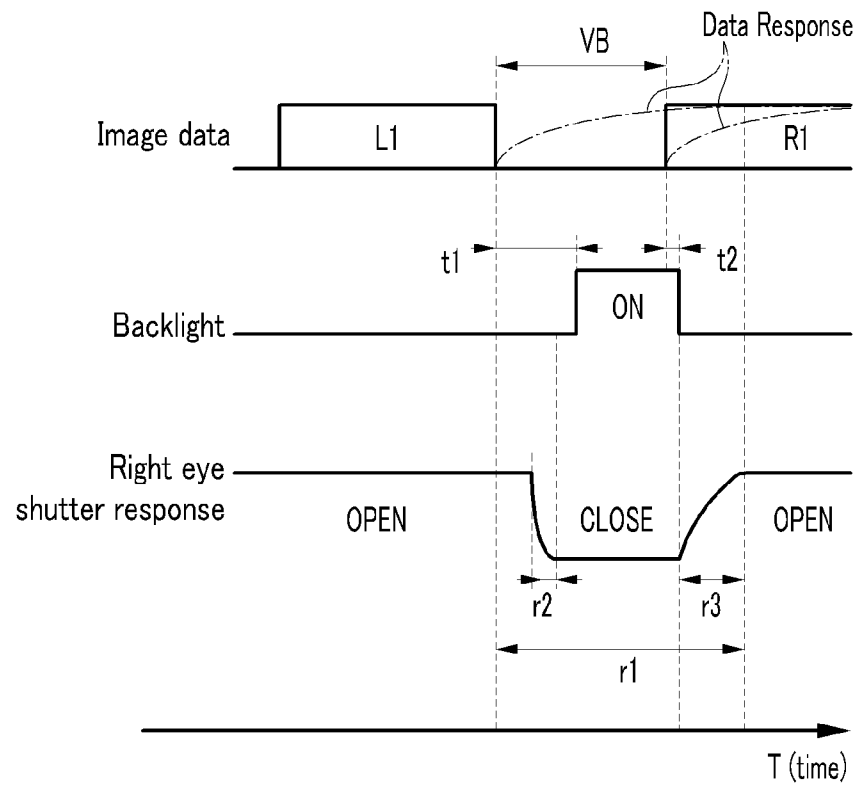 Data Response
VB
Image data
L1
R1
t1
t2
ON
Backlight
Right eye
shutter response
OPEN
CLOSE
OPEN
r2
r3
r1
T (time)